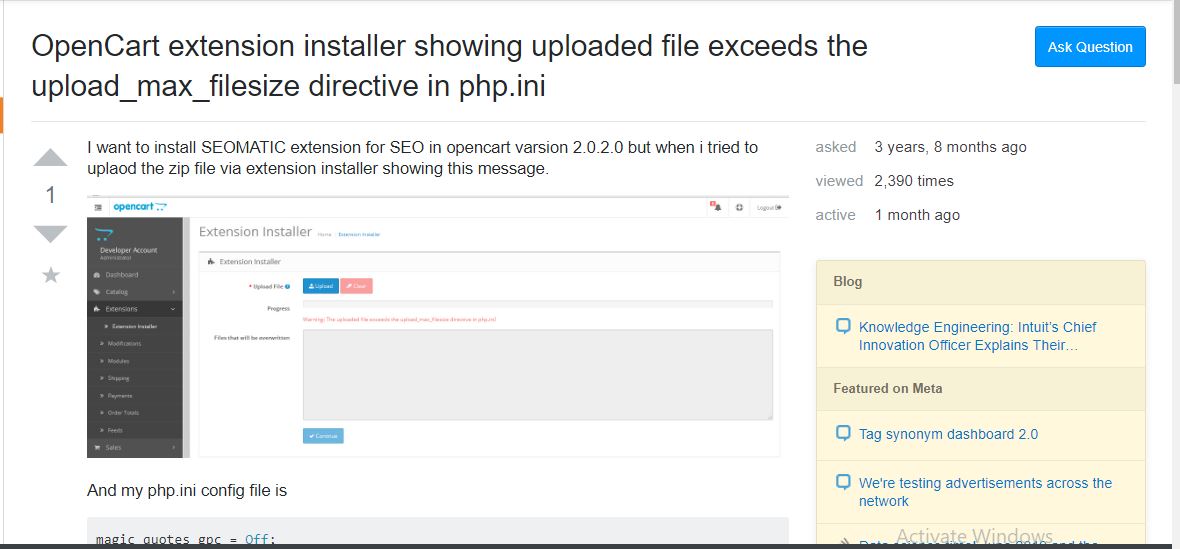 OpenCart extension installer showing uploaded file exceeds the
upload_max_filesize directive in php.ini
Ask Question
1
I want to install SEOMATIC extension for SEO in opencart varsion 2.0.2.0 but when i tried to
uplaod the zip file via extension installer showing this message.
asked 3 years, 8 months ago
viewed 2,390 times
active 1 month ago
opencart
Logout
Developer Account
Administrator
Dashboard
Catalog
Extensions
Extension Installer
Modifications
Modules
Shipping
Payments
Order Totals
Feeds
Sales
Extension Installer Home Extension Installer
Extension Installer
* Upload File
Upload
Clear
Progress
Warning: The uploaded file exceeds the upload_max_filesize directive in php.ini!
Files that will be overwritten
Continue
And my php.ini config file is
magic_quotes_gpc = Off;
Blog
Knowledge Engineering: Intuit's Chief
Innovation Officer Explains Their…
Featured on Meta
Tag synonym dashboard 2.0
We're testing advertisements across the
network
Activate Windows